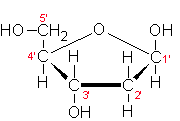 5'
HO–CH2 O OH
4' C H H C 1'
H C C H
3' 2'
OH H